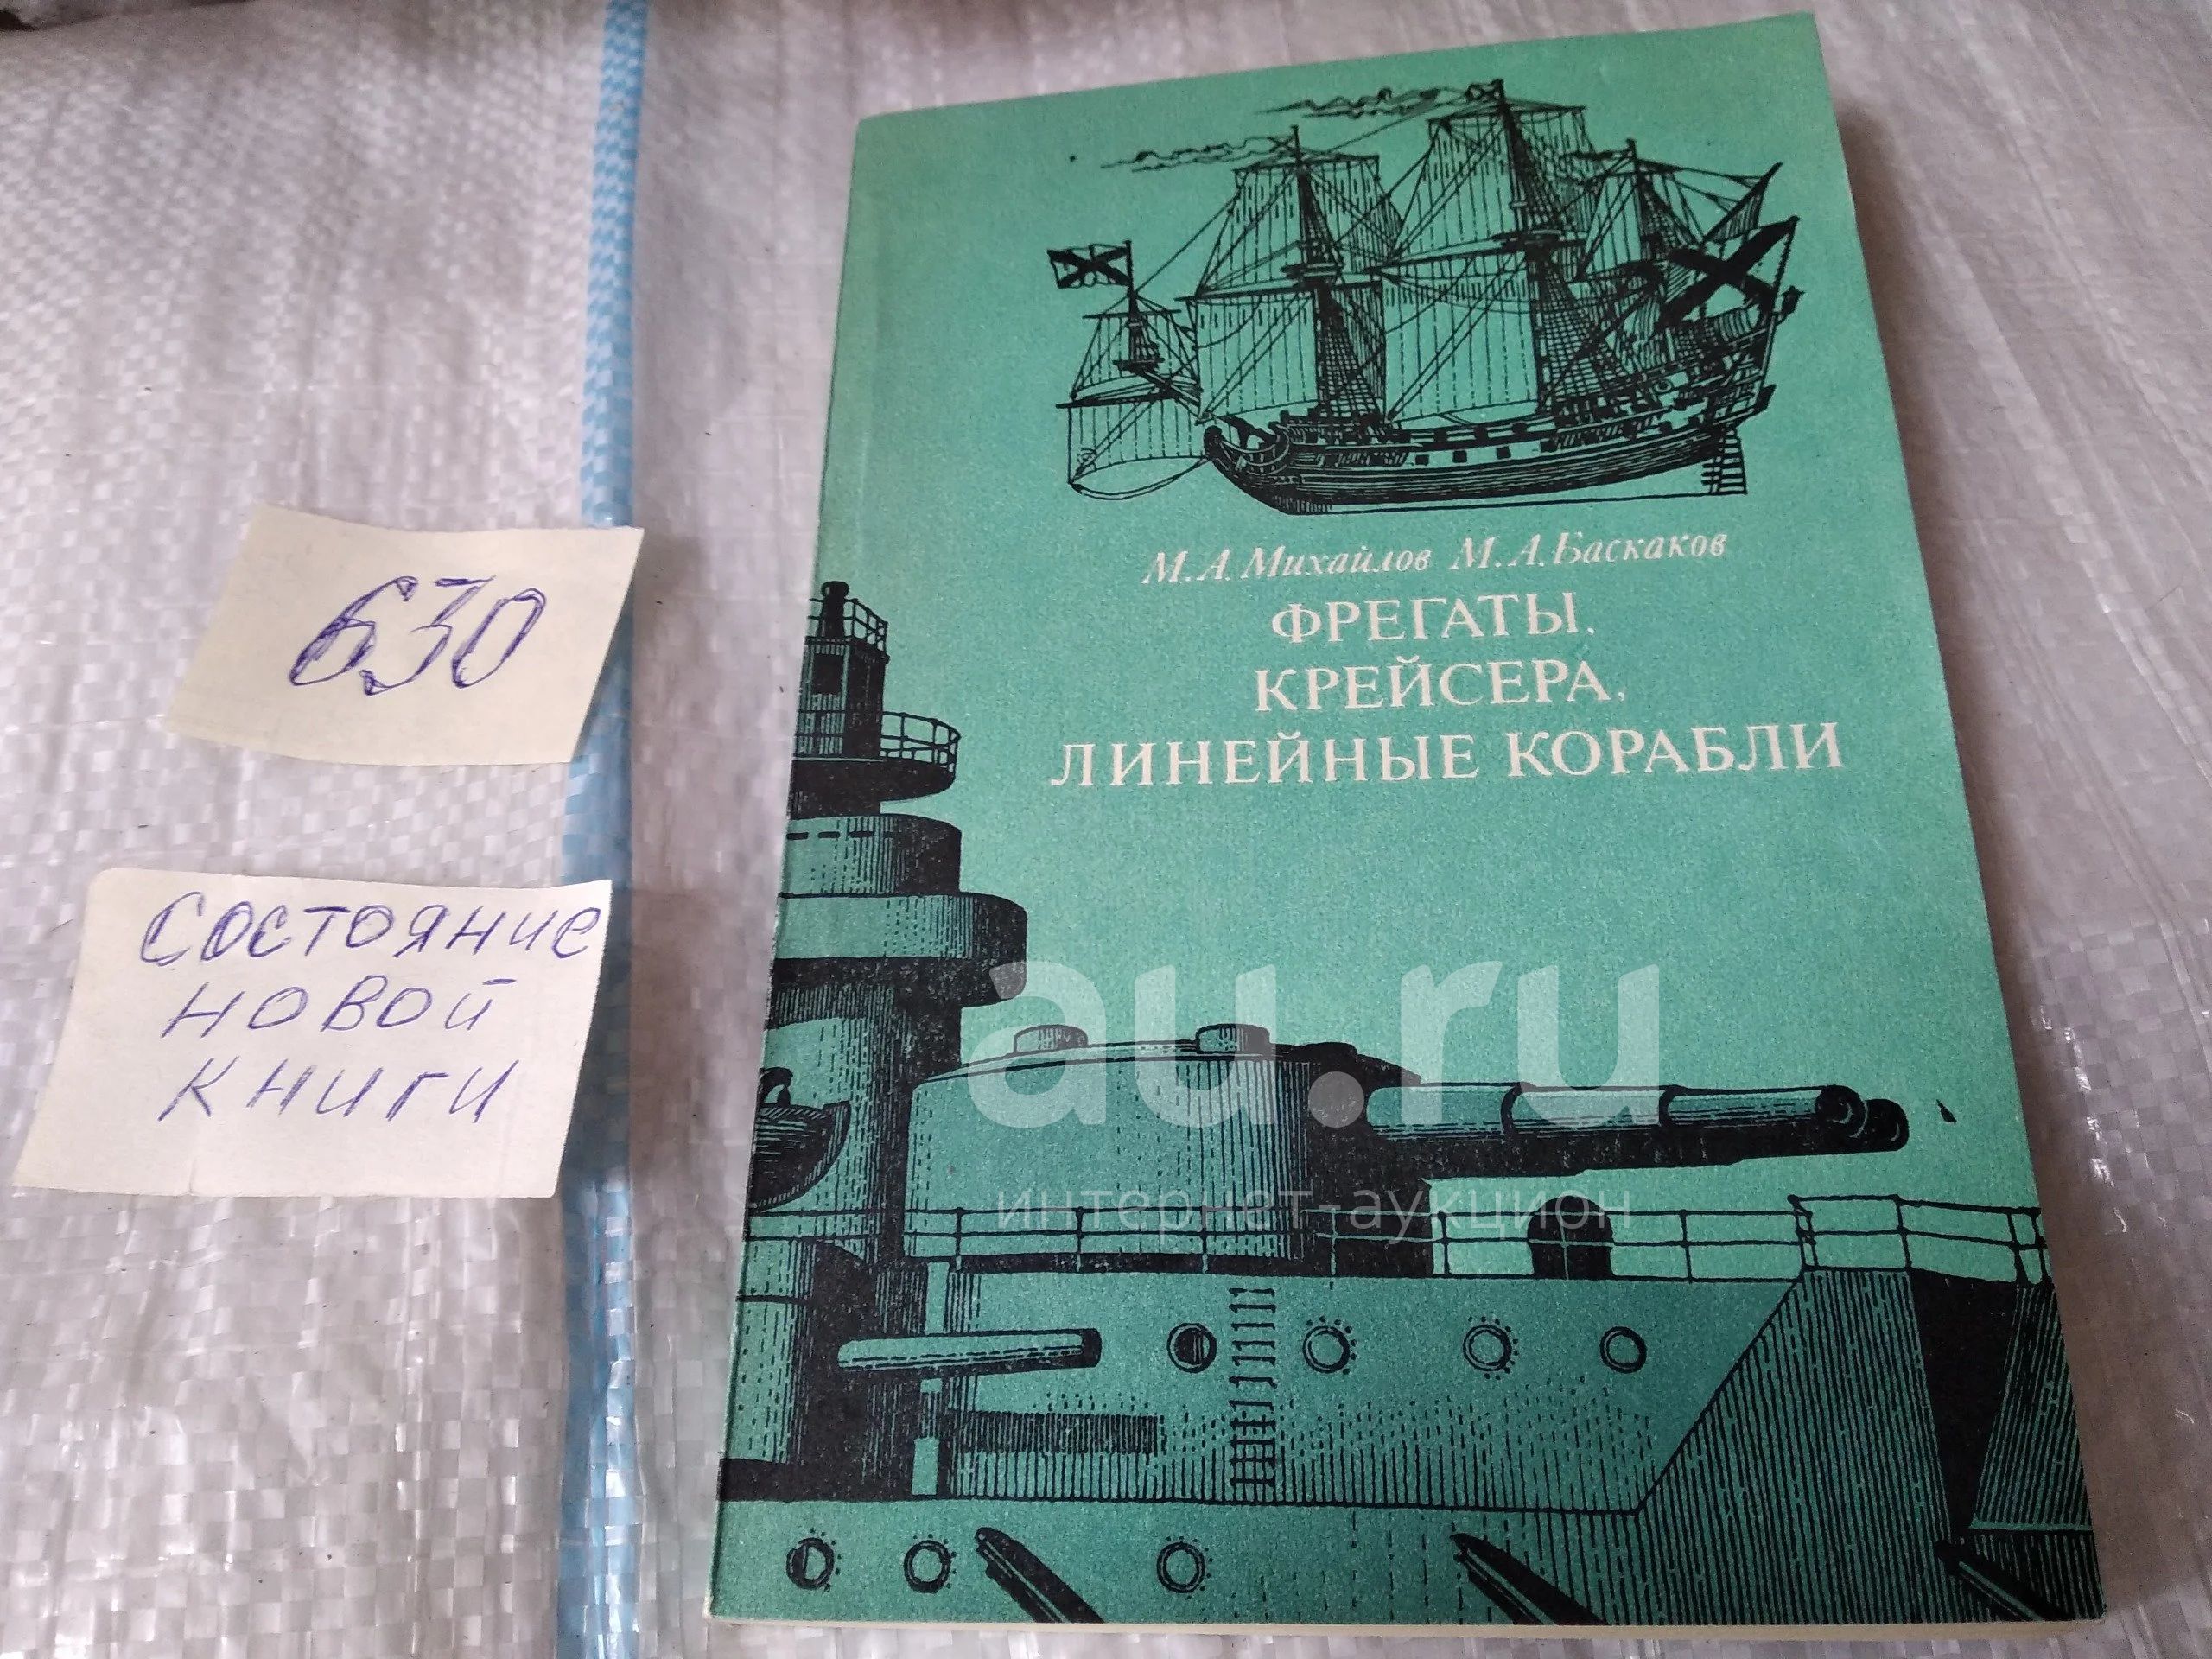 М.А.Михайлов М.А.Баскаков
ФРЕГАТЫ,
КРЕЙСЕРА,
ЛИНЕЙНЫЕ КОРАБЛИ
630
Состояние
новой
книги
au.ru
интернет-аукцион